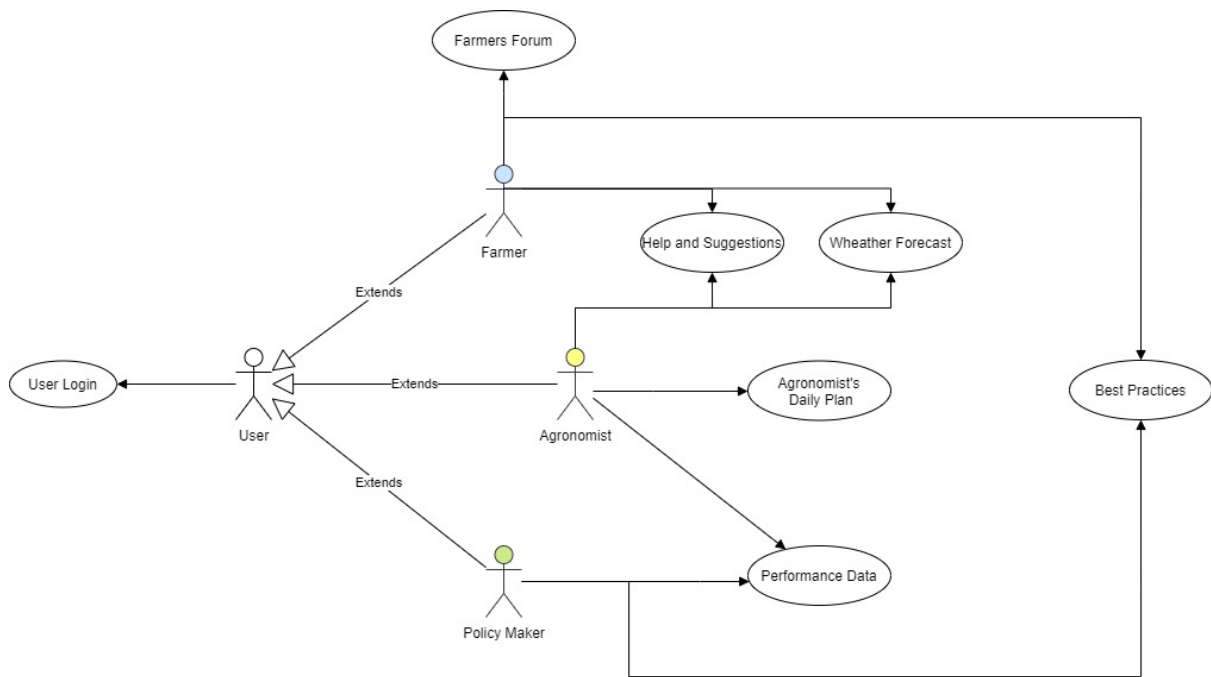 Farmers Forum
Farmer
Help and Suggestions
Wheather Forecast
Extends
User Login
User
Extends
Agronomist
Agronomist's
Daily Plan
Best Practices
Extends
Policy Maker
Performance Data